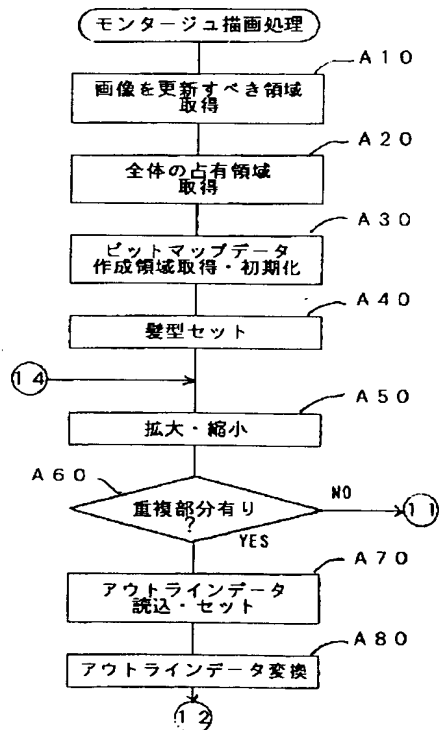 モンタージュ描画処理
A10
画像を更新すべき領域
取得
A20
全体の占有領域
取得
A30
ビットマップデータ
作成領域取得・初期化
A40
髪型セット
14
A50
拡大・縮小
A60
重複部分有り
?
NO
11
YES
A70
アウトラインデータ
読込・セット
A80
アウトラインデータ変換
12